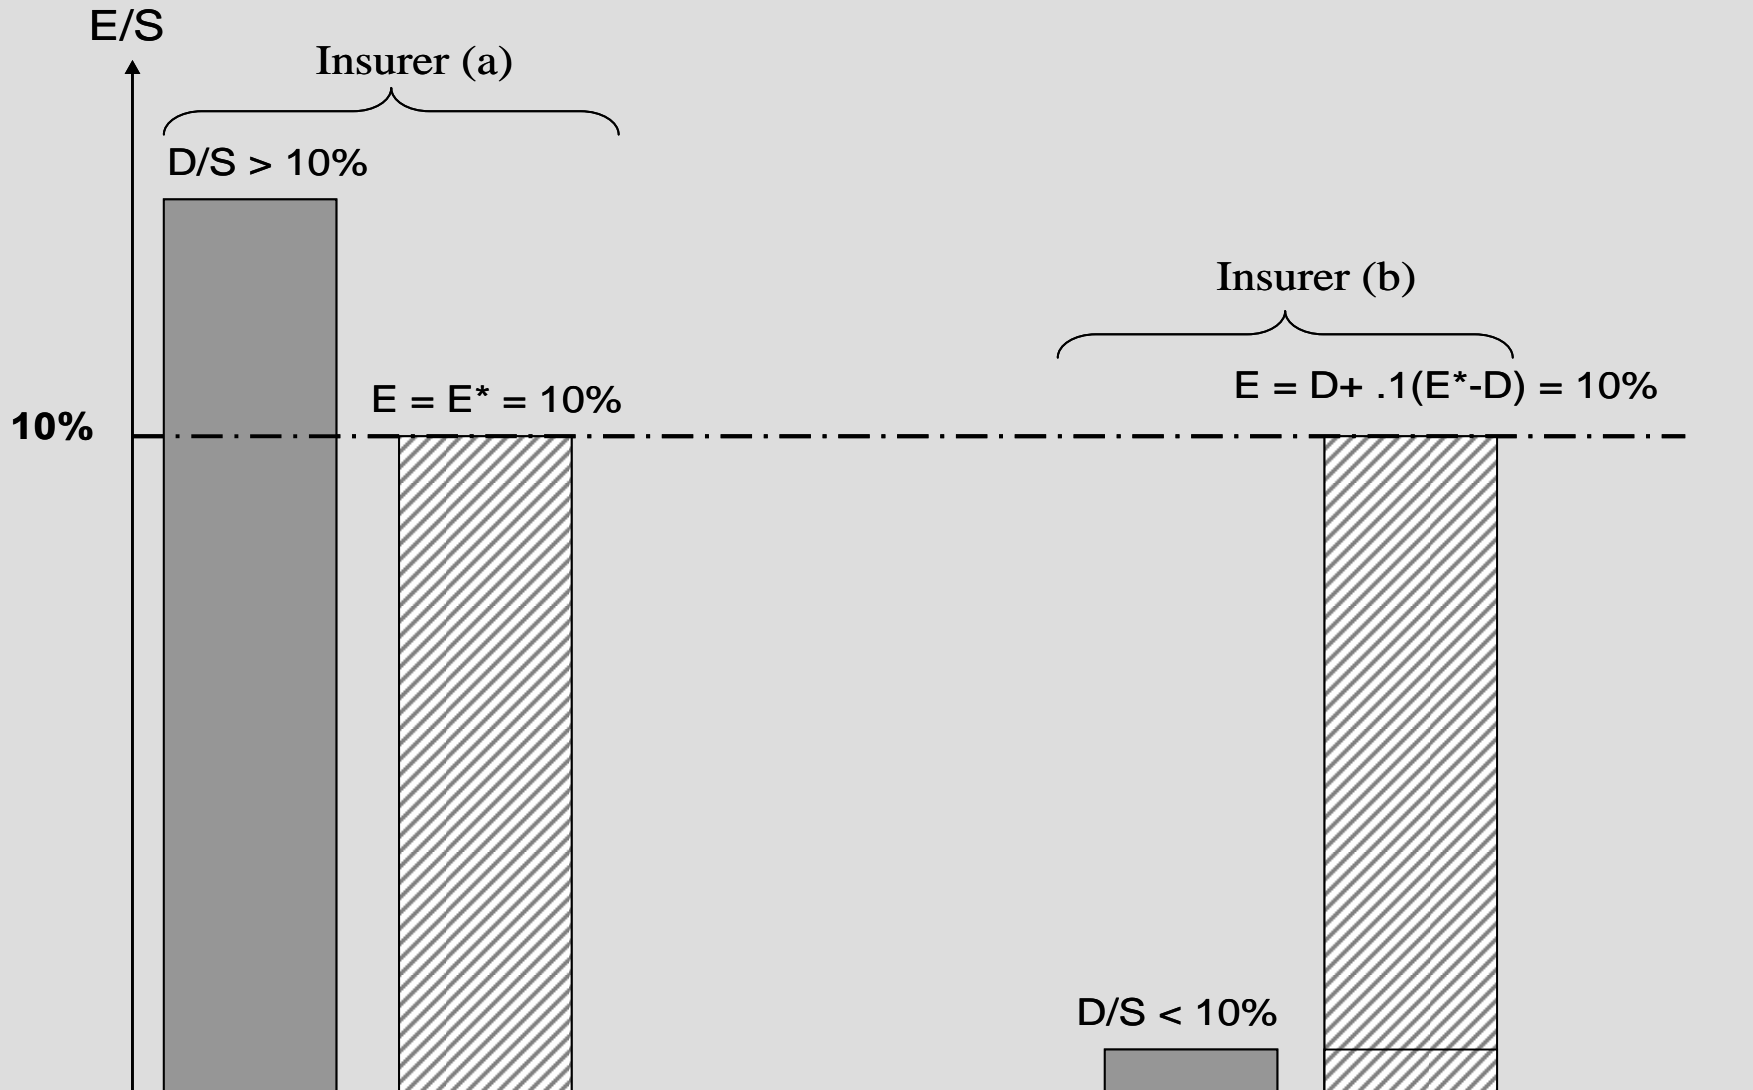 E/S
Insurer (a)
D/S > 10%
Insurer (b)
E = E* = 10%
E = D+ .1(E*-D) = 10%
10%
D/S < 10%